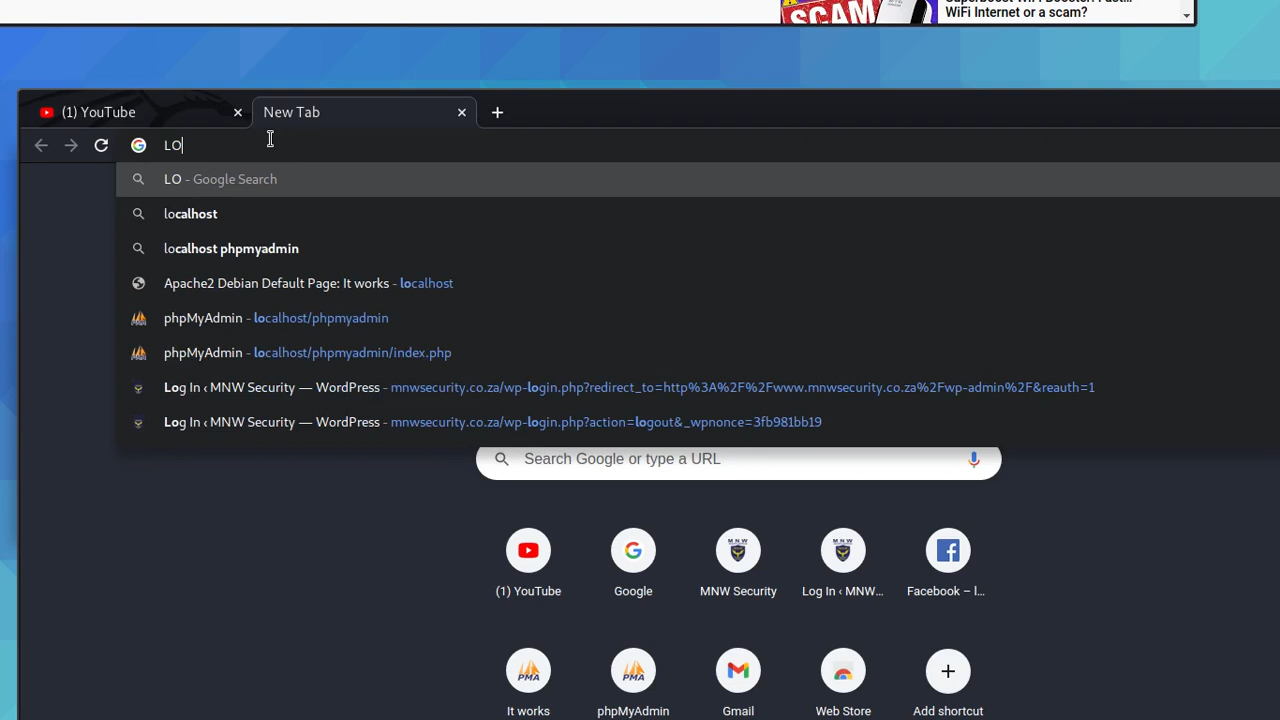 SCAM
WiFi Internet or a scam?
(1) YouTube
New Tab
LO
LO - Google Search
localhost
localhost phpmyadmin
Apache2 Debian Default Page: It works - localhost
phpMyAdmin - localhost/phpmyadmin
phpMyAdmin - localhost/phpmyadmin/index.php
Log In ‹ MNW Security — WordPress - mnwsecurity.co.za/wp-login.php?redirect_to=http%3A%2F%2Fwww.mnwsecurity.co.za%2Fwp-admin%2F&reauth=1
Log In ‹ MNW Security — WordPress - mnwsecurity.co.za/wp-login.php?action=logout&_wpnonce=3fb981bb19
Search Google or type a URL
(1) YouTube
Google
MNW Security
Log In ‹ MNW...
Facebook – l...
PMA
PMA
It works
phpMyAdmin
Gmail
Web Store
Add shortcut